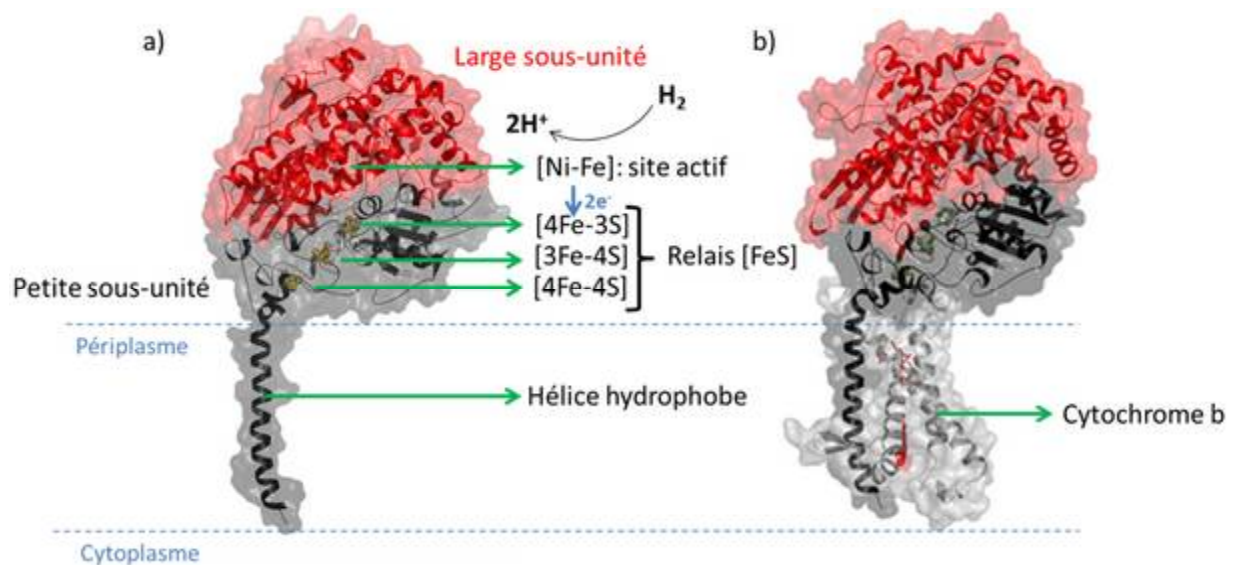 a)
Large sous-unité
b)
H₂
2H⁺
[Ni-Fe]: site actif
2e⁻
[4Fe-3S]
[3Fe-4S]
Relais [FeS]
[4Fe-4S]
Petite sous-unité
Périplasme
Hélice hydrophobe
Cytochrome b
Cytoplasme